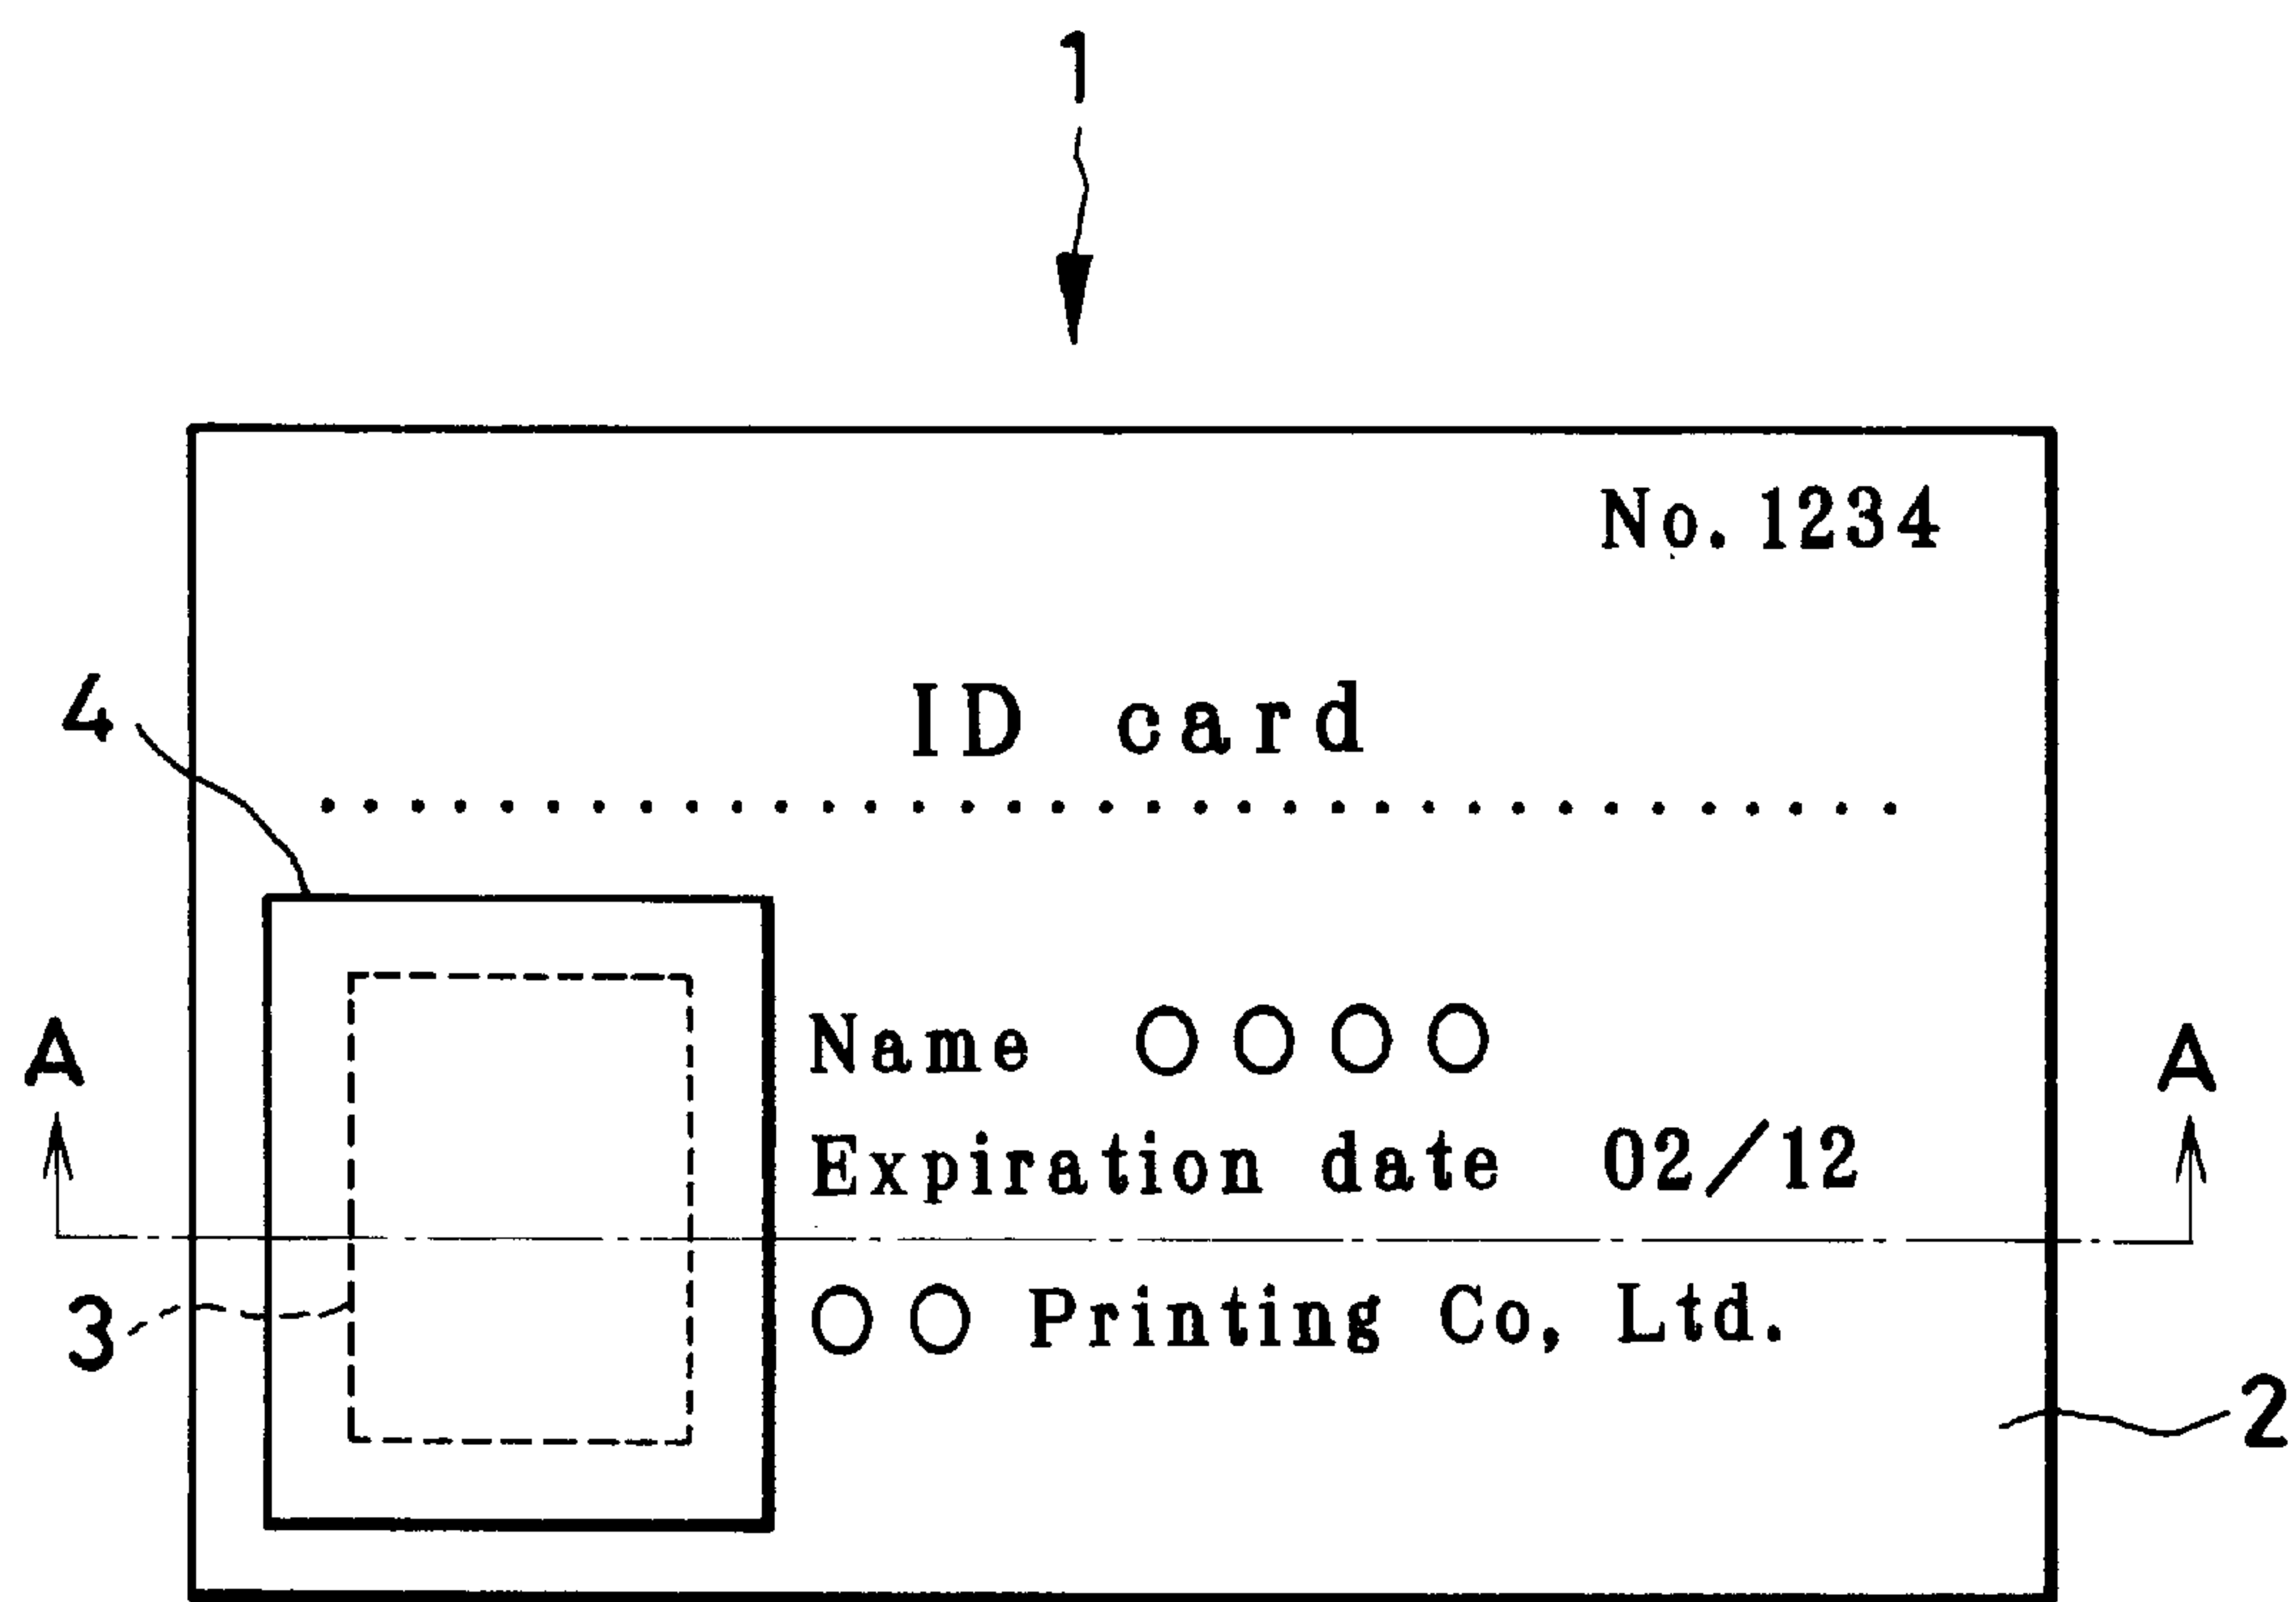 1
No. 1234
4
ID card
. . . . . . . . . . . . . . . . . . . . . . . . . . . . . . . . . . .
A
A
Name ○○○○
Expiration date 02/12
3
○○ Printing Co, Ltd.
2